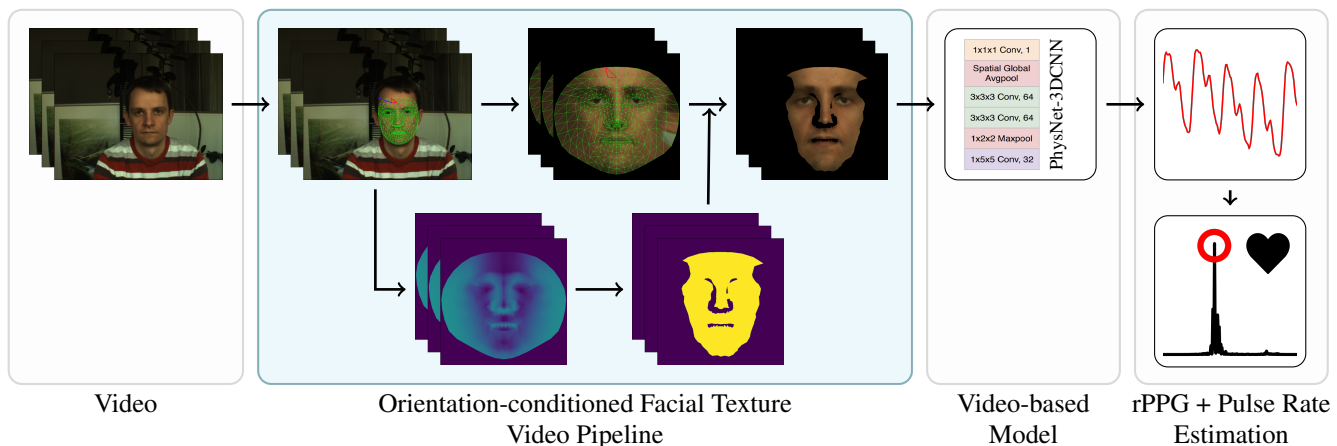 1x1x1 Conv, 1
Spatial Global
Avgpool
3x3x3 Conv, 64
3x3x3 Conv, 64
1x2x2 Maxpool
1x5x5 Conv, 32
PhysNet-3DCNN
Video
Orientation-conditioned Facial Texture
Video Pipeline
Video-based
Model
rPPG + Pulse Rate
Estimation